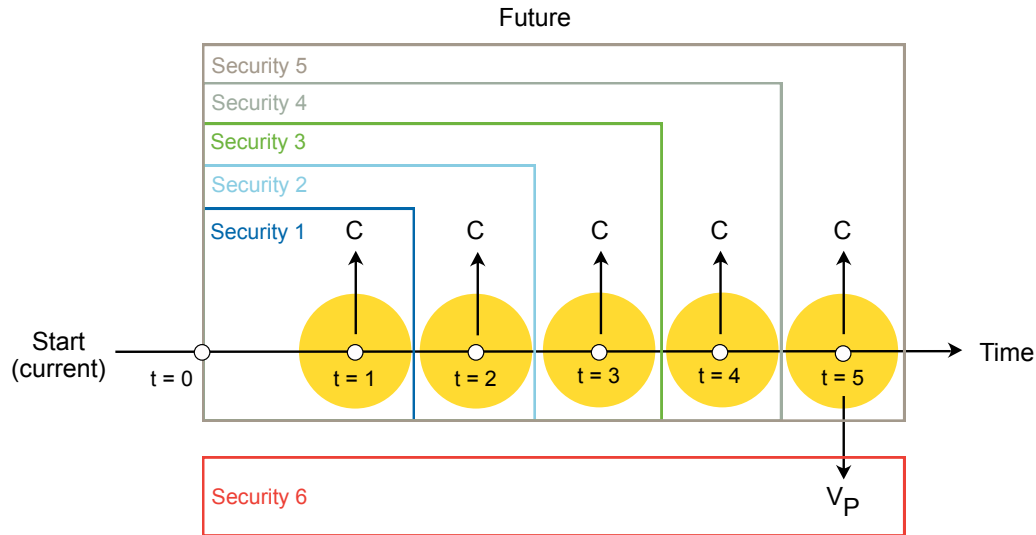 Future
Security 5
Security 4
Security 3
Security 2
Security 1
C C C C C
Start
(current)
Time
t = 0 t = 1 t = 2 t = 3 t = 4 t = 5
Security 6
VP